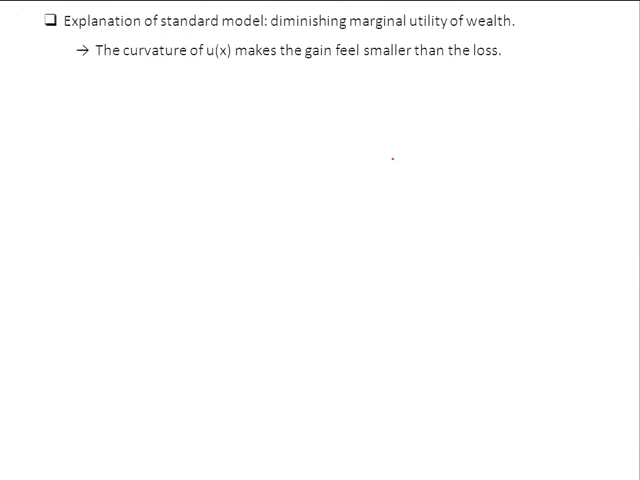 ❑ Explanation of standard model: diminishing marginal utility of wealth.
→ The curvature of u(x) makes the gain feel smaller than the loss.